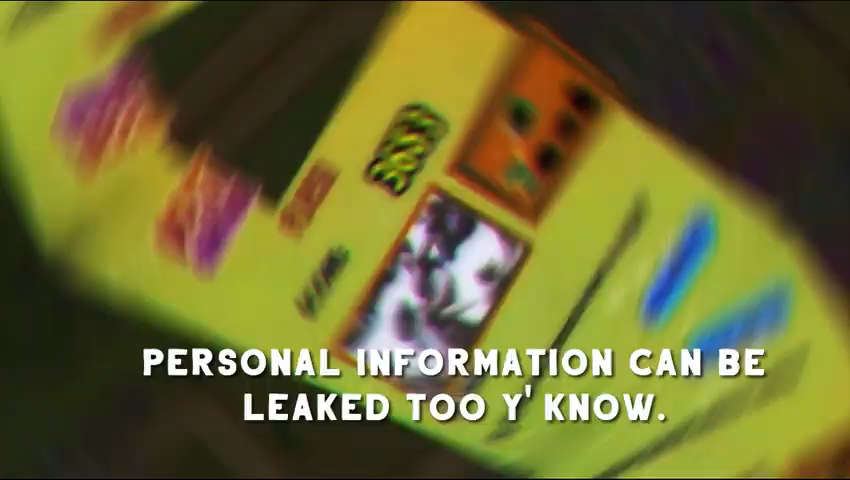 PERSONAL INFORMATION CAN BE
LEAKED TOO Y' KNOW.